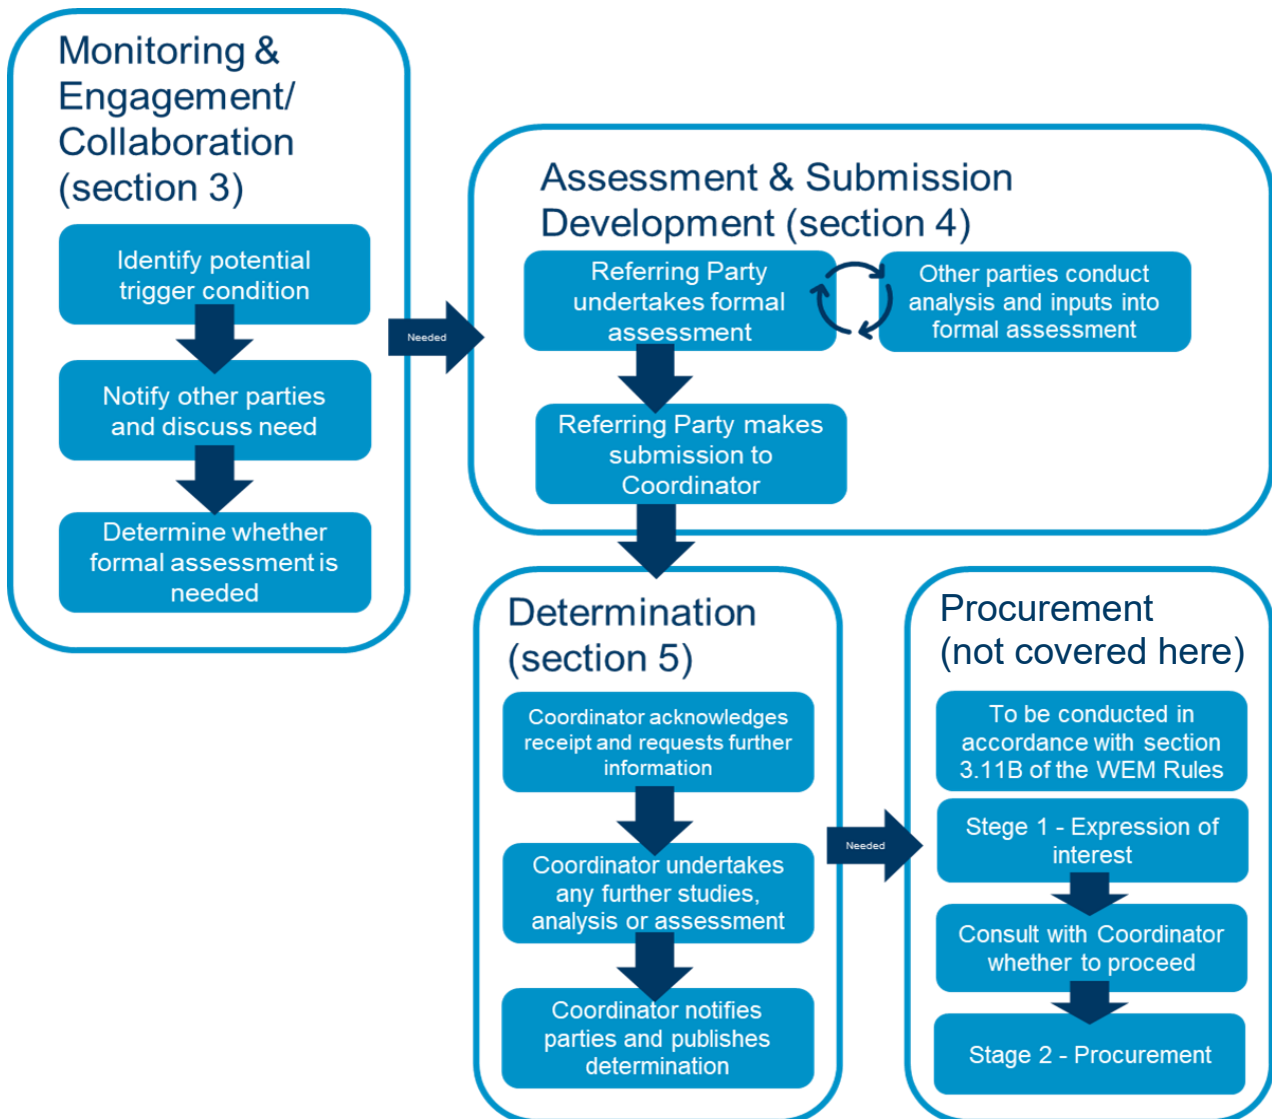 Monitoring &
Engagement/
Collaboration
(section 3)
Identify potential
trigger condition
Notify other parties
and discuss need
Determine whether
formal assessment is
needed
Needed
Assessment & Submission
Development (section 4)
Referring Party
undertakes formal
assessment
Other parties conduct
analysis and inputs into
formal assessment
Referring Party makes
submission to
Coordinator
Determination
(section 5)
Coordinator acknowledges
receipt and requests further
information
Coordinator undertakes
any further studies,
analysis or assessment
Coordinator notifies
parties and publishes
determination
Needed
Procurement
(not covered here)
To be conducted in
accordance with section
3.11B of the WEM Rules
Stege 1 - Expression of
interest
Consult with Coordinator
whether to proceed
Stage 2 - Procurement